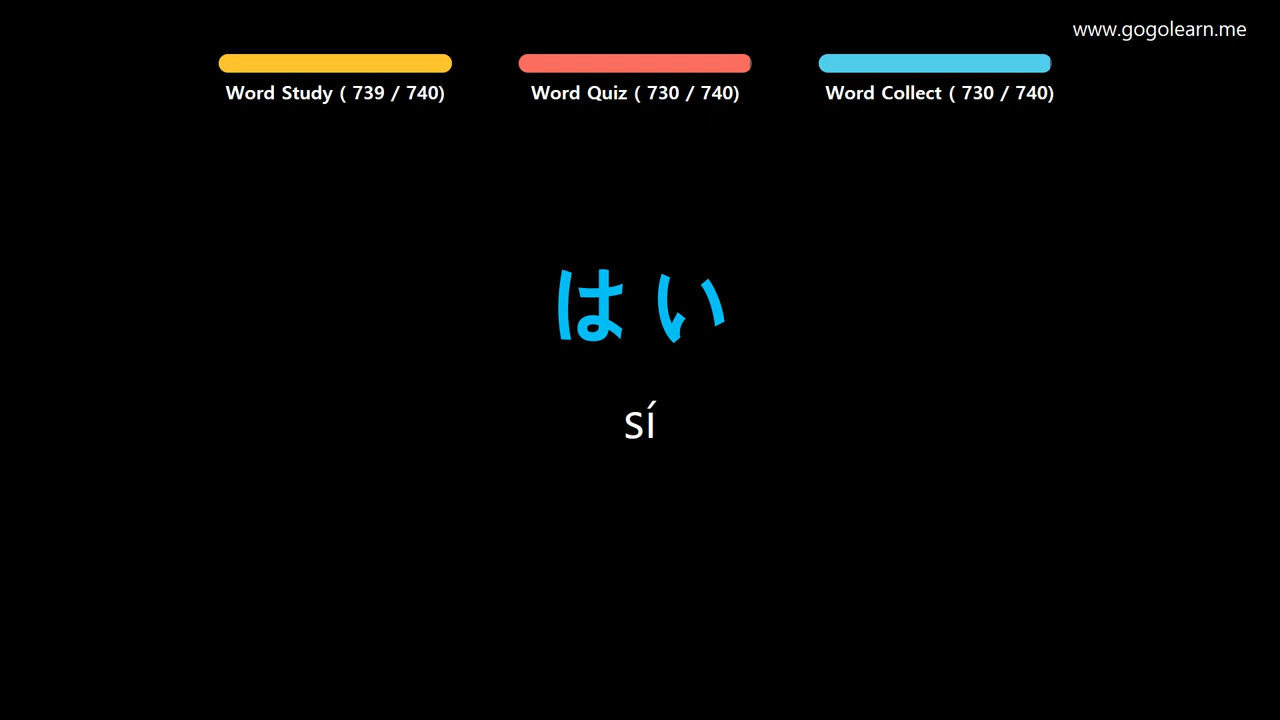 www.gogolearn.me
Word Study ( 739 / 740)
Word Quiz ( 730 / 740)
Word Collect ( 730 / 740)
はい
sí